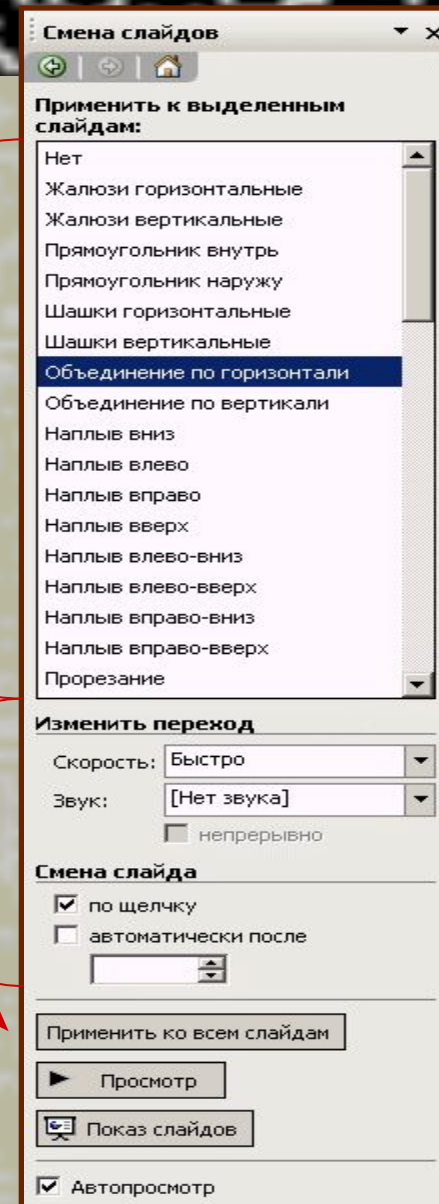 Смена слайдов
Применить к выделенным
слайдам:
Нет
Жалюзи горизонтальные
Жалюзи вертикальные
Прямоугольник внутрь
Прямоугольник наружу
Шашки горизонтальные
Шашки вертикальные
Объединение по горизонтали
Объединение по вертикали
Наплыв вниз
Наплыв влево
Наплыв вправо
Наплыв вверх
Наплыв влево-вниз
Наплыв влево-вверх
Наплыв вправо-вниз
Наплыв вправо-вверх
Прорезание
Изменить переход
Скорость: Быстро
Звук: [Нет звука]
непрерывно
Смена слайда
по щелчку
автоматически после
Применить ко всем слайдам
Просмотр
Показ слайдов
Автопросмотр